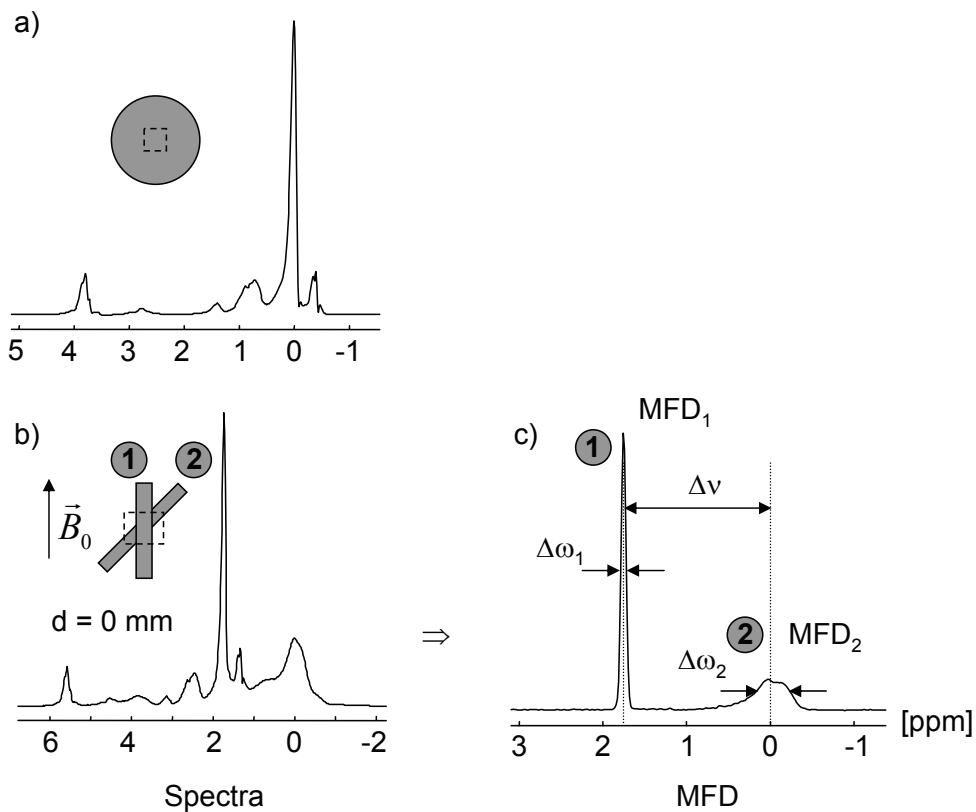 a)
5 4 3 2 1 0 -1
b)
1 2
B⃗₀
d = 0 mm
6 4 2 0 -2
Spectra
⇒
c)
MFD₁
1
Δν
Δω₁
2 MFD₂
Δω₂
3 2 1 0 -1 [ppm]
MFD